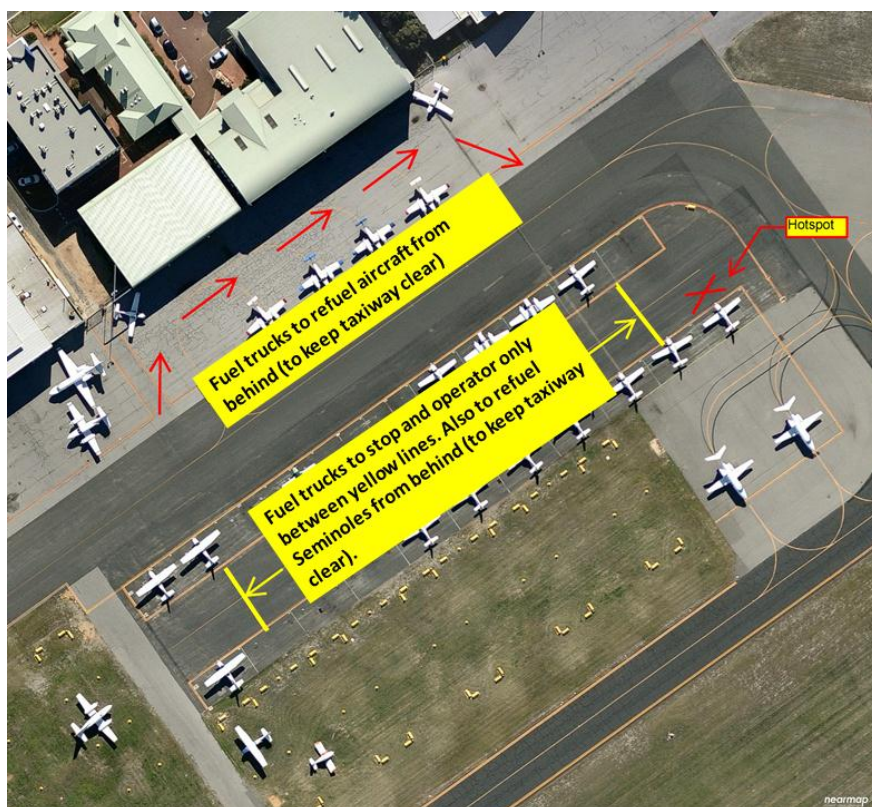 Hotspot
Fuel trucks to refuel aircraft from
behind (to keep taxiway clear)
Fuel trucks to stop and operator only
between yellow lines. Also to refuel
Seminoles from behind (to keep taxiway
clear).
nearmap